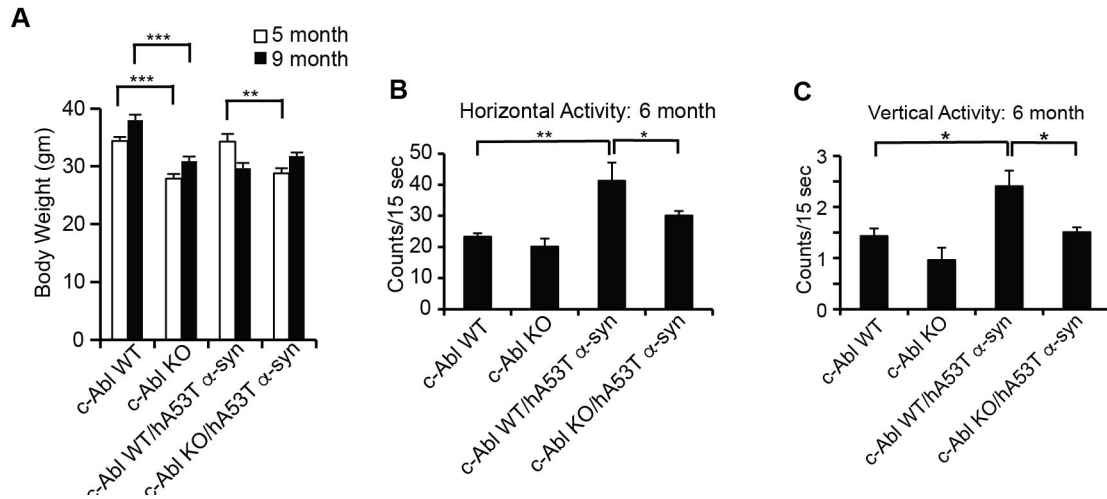 A
***
***
**
5 month
9 month
Body Weight (gm)
40
30
20
10
0
c-Abl WT
c-Abl KO
c-Abl WT/hA53T α-syn
c-Abl KO/hA53T α-syn
B
Horizontal Activity: 6 month
**
*
Counts/15 sec
50
40
30
20
10
0
c-Abl WT
c-Abl KO
c-Abl WT/hA53T α-syn
c-Abl KO/hA53T α-syn
C
Vertical Activity: 6 month
*
*
Counts/15 sec
3
2
2
1
1
0
c-Abl WT
c-Abl KO
c-Abl WT/hA53T α-syn
c-Abl KO/hA53T α-syn